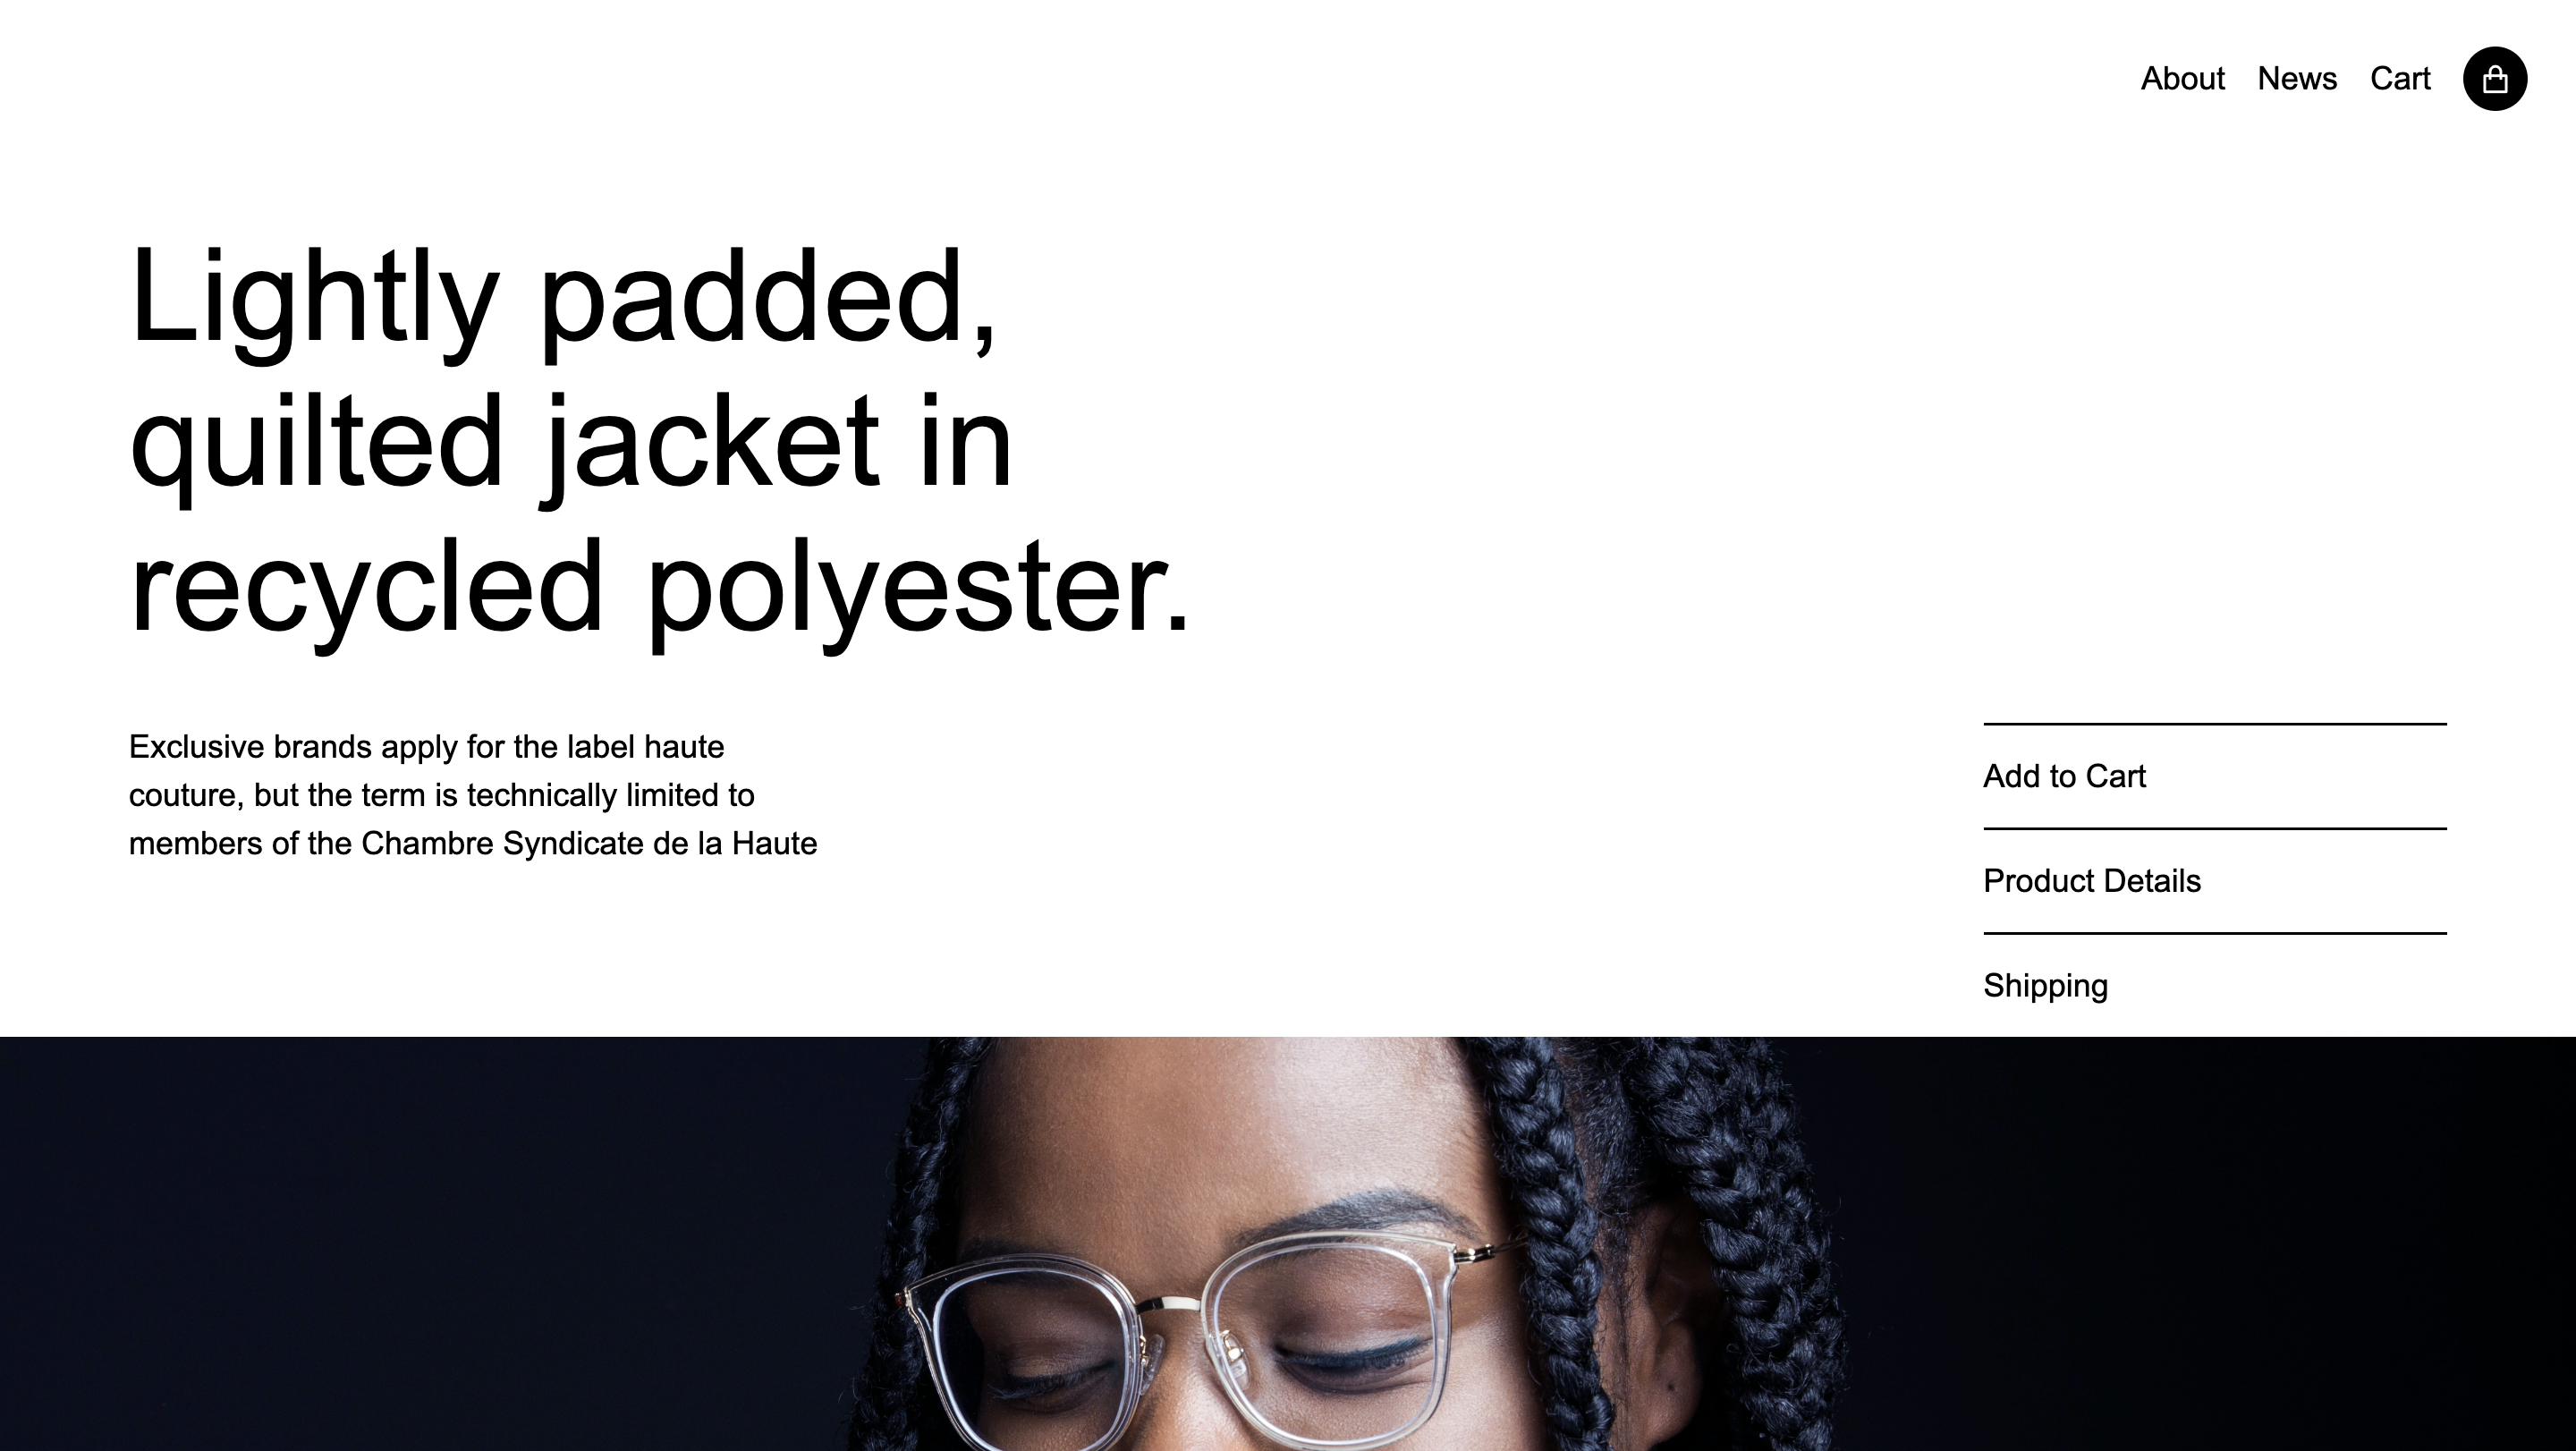 About News Cart
Lightly padded,
quilted jacket in
recycled polyester.
Exclusive brands apply for the label haute
couture, but the term is technically limited to
members of the Chambre Syndicate de la Haute
Add to Cart
Product Details
Shipping